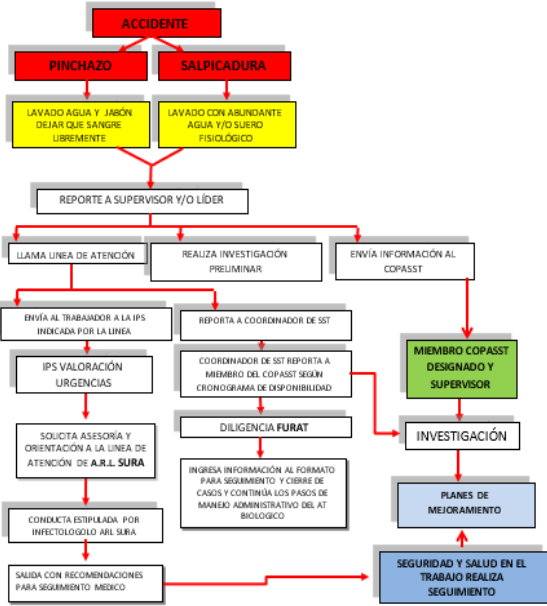 ACCIDENTE
PINCHAZO
SALPICADURA
LAVADO AGUA Y JABÓN
DEJAR QUE SANGRE
LIBREMENTE
LAVADO CON ABUNDANTE
AGUA Y/O SUERO
FISIOLÓGICO
REPORTE A SUPERVISOR Y/O LÍDER
LLAMA LINEA DE ATENCIÓN
REALIZA INVESTIGACIÓN
PRELIMINAR
ENVÍA INFORMACIÓN AL
COPASST
ENVÍA AL TRABAJADOR A LA IPS
INDICADA POR LA LINEA
REPORTA A COORDINADOR DE SST
MIEMBRO COPASST
DESIGNADO Y
SUPERVISOR
IPS VALORACIÓN
URGENCIAS
COORDINADOR DE SST REPORTA A
MIEMBRO DEL COPASST SEGÚN
CRONOGRAMA DE DISPONIBILIDAD
DILIGENCIA FURAT
INVESTIGACIÓN
SOLICITA ASESORÍA Y
ORIENTACIÓN A LA LINEA DE
ATENCIÓN DE A.R.L. SURA
INGRESA INFORMACIÓN AL FORMATO
PARA SEGUIMIENTO Y CIERRE DE
CASOS Y CONTINÚA LOS PASOS DE
MANEJO ADMINISTRATIVO DEL AT
BIOLOGICO
PLANES DE
MEJORAMIENTO
CONDUCTA ESTIPULADA POR
INFECTOLOGOLO ARL SURA
SALIDA CON RECOMENDACIONES
PARA SEGUIMIENTO MEDICO
SEGURIDAD Y SALUD EN EL
TRABAJO REALIZA
SEGUIMIENTO